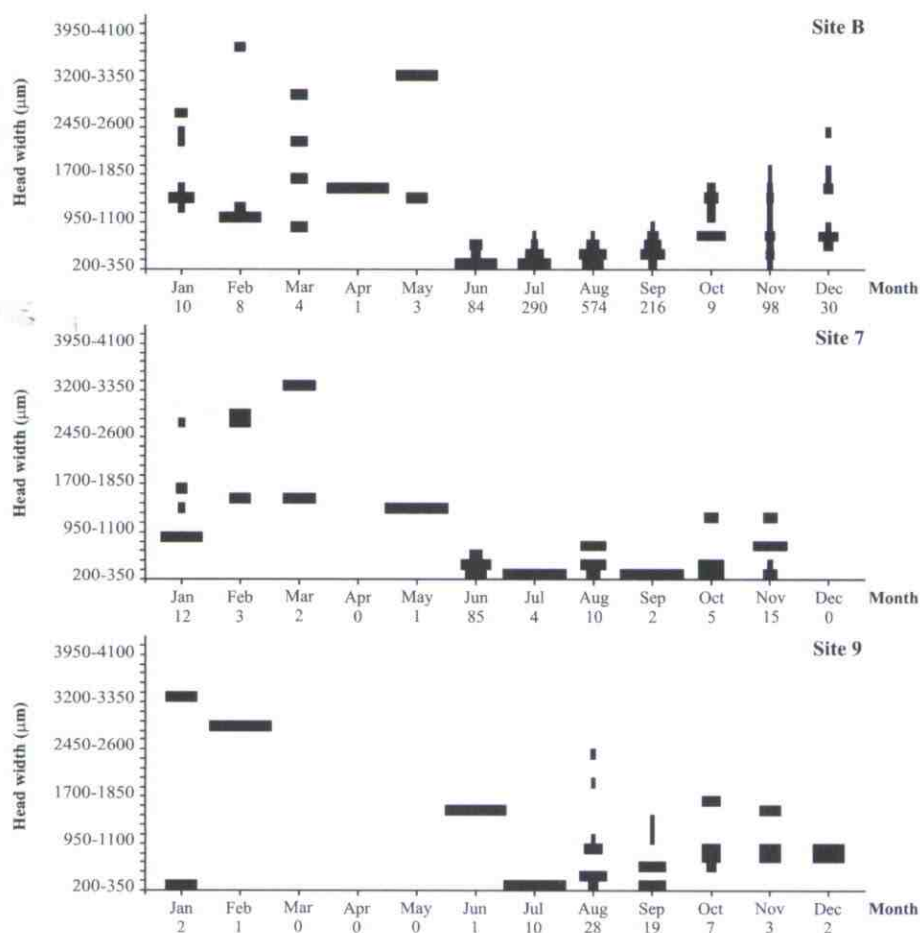 Site B
Head width (μm)
3950-4100
3200-3350
2450-2600
1700-1850
950-1100
200-350
Jan Feb Mar Apr May Jun Jul Aug Sep Oct Nov Dec Month
10 8 4 1 3 84 290 574 216 9 98 30
Site 7
Head width (μm)
3950-4100
3200-3350
2450-2600
1700-1850
950-1100
200-350
Jan Feb Mar Apr May Jun Jul Aug Sep Oct Nov Dec Month
12 3 2 0 1 85 4 10 2 5 15 0
Site 9
Head width (μm)
3950-4100
3200-3350
2450-2600
1700-1850
950-1100
200-350
Jan Feb Mar Apr May Jun Jul Aug Sep Oct Nov Dec Month
2 1 0 0 0 1 10 28 19 7 3 2